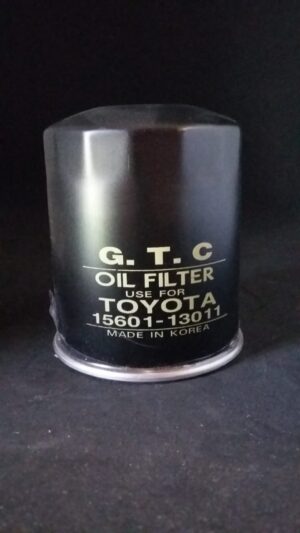 G. T. C
OIL FILTER
USE FOR
TOYOTA
15601-13011
MADE IN KOREA